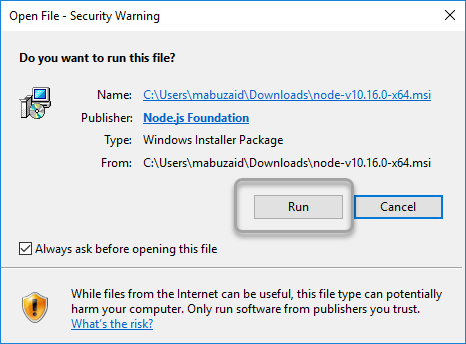 Open File - Security Warning
Do you want to run this file?
Name: C:\Users\mabuzaid\Downloads\node-v10.16.0-x64.msi
Publisher: Node.js Foundation
Type: Windows Installer Package
From: C:\Users\mabuzaid\Downloads\node-v10.16.0-x64.msi
Run Cancel
Always ask before opening this file
While files from the Internet can be useful, this file type can potentially
harm your computer. Only run software from publishers you trust.
What's the risk?